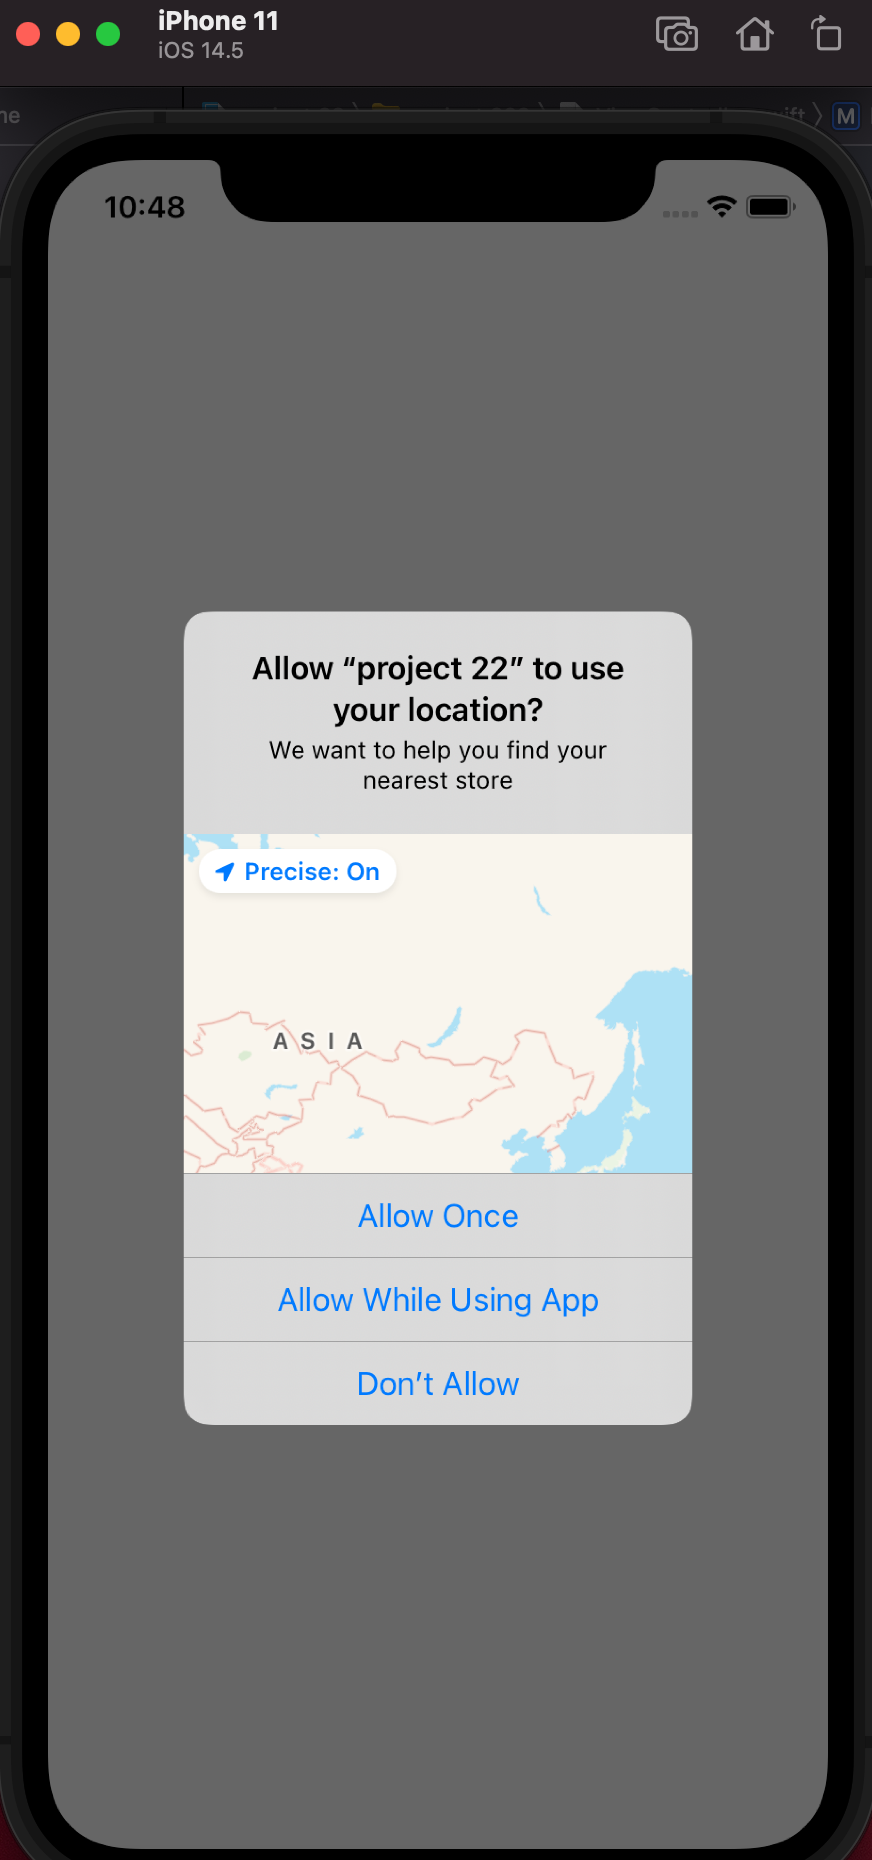 iPhone 11
iOS 14.5
M
10:48
Allow “project 22” to use
your location?
We want to help you find your
nearest store
Precise: On
ASIA
Allow Once
Allow While Using App
Don’t Allow